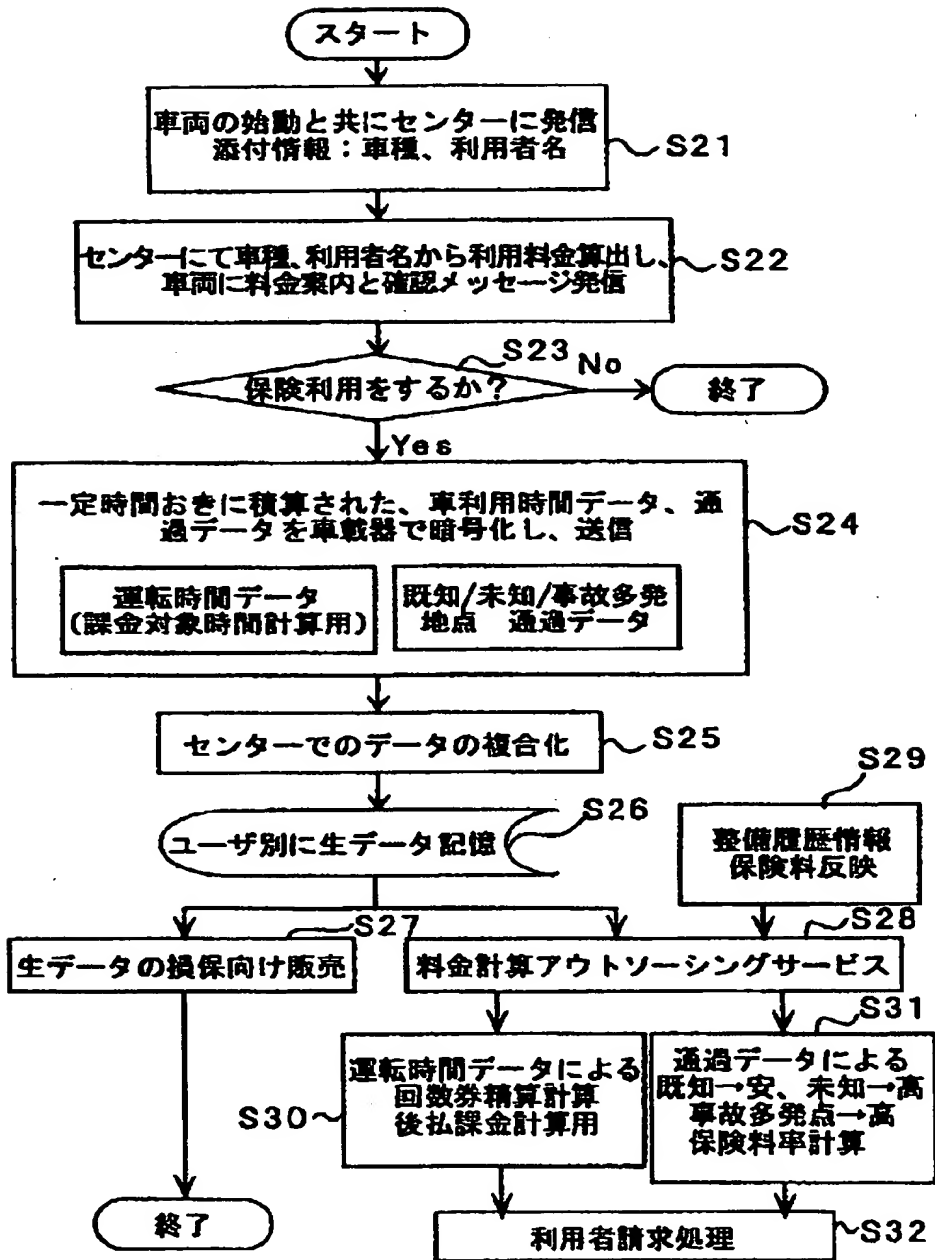 スタート
車両の始動と共にセンターに発信
添付情報：車種、利用者名
S21
センターにて車種、利用者名から利用料金算出し、
車両に料金案内と確認メッセージ発信
S22
S23
保険利用をするか？
No
終了
Yes
一定時間おきに積算された、車利用時間データ、通
過データを車載器で暗号化し、送信
S24
運転時間データ
（課金対象時間計算用）
既知/未知/事故多発
地点　通過データ
センターでのデータの複合化
S25
ユーザ別に生データ記憶
S26
S29
整備履歴情報
保険料反映
S27
生データの損保向け販売
S28
料金計算アウトソーシングサービス
S30
運転時間データによる
回数券精算計算
後払課金計算用
S31
通過データによる
既知→安、未知→高
事故多発点→高
保険料率計算
終了
利用者請求処理
S32